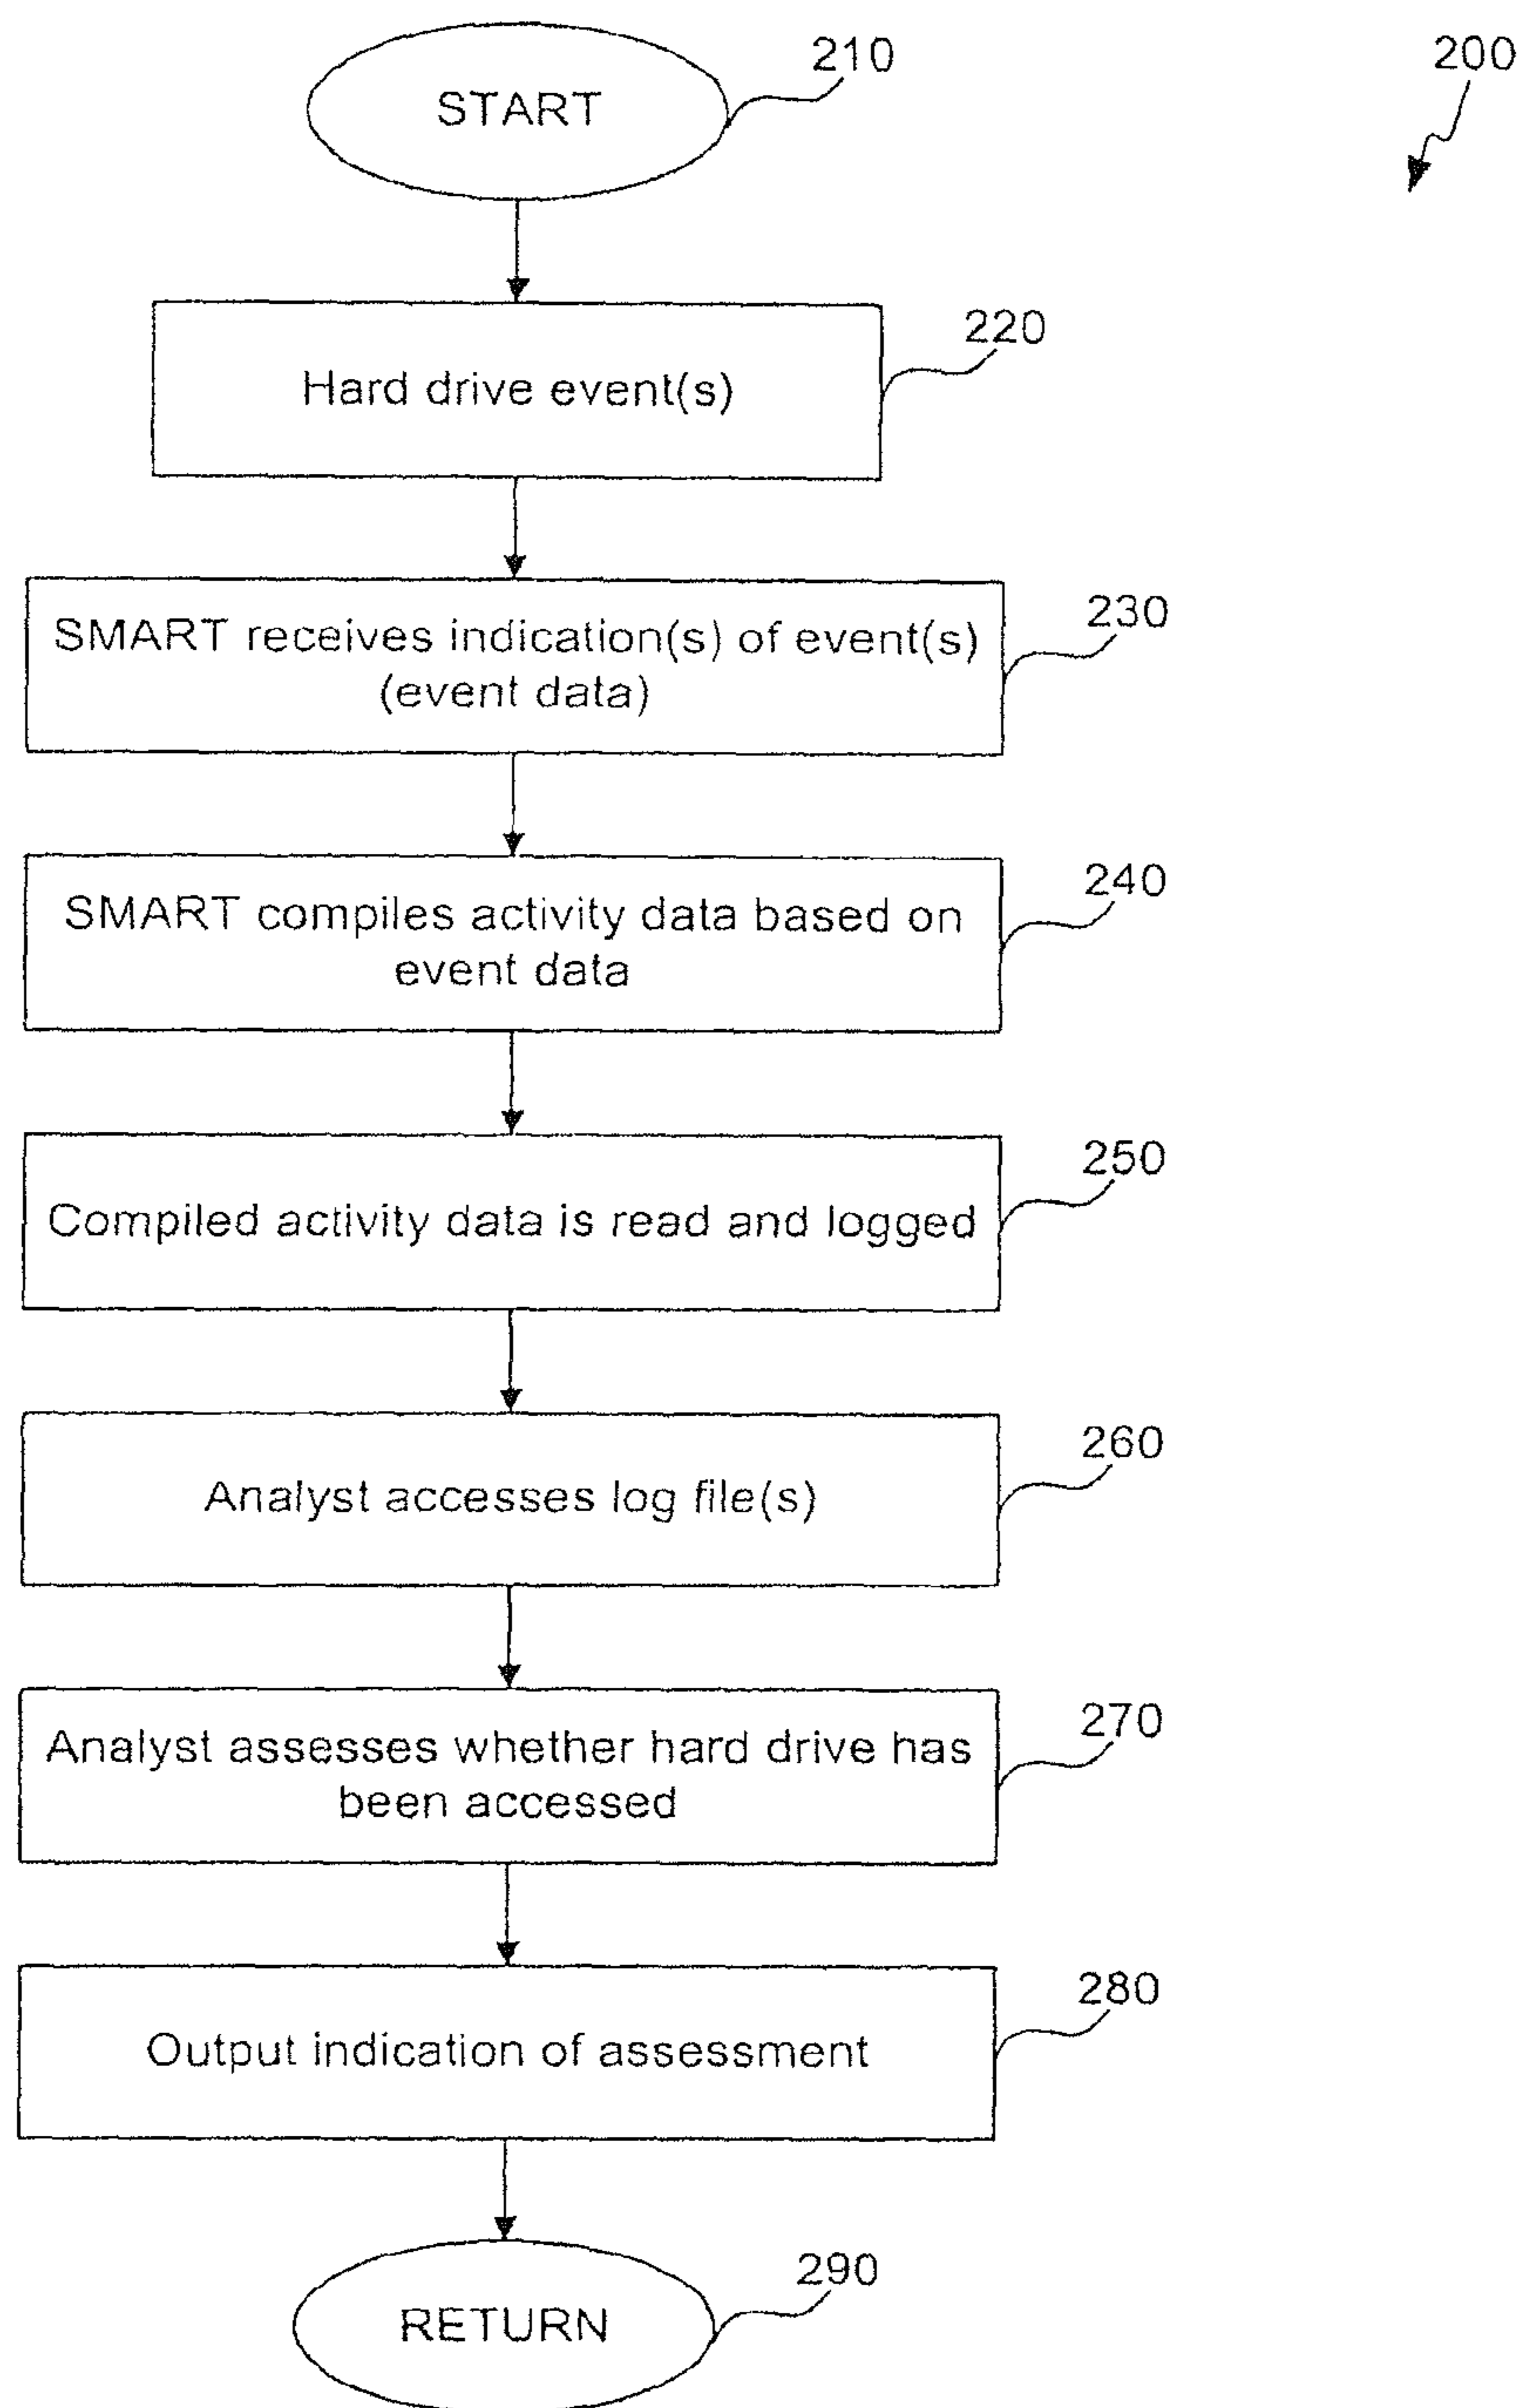 210
200
START
220
Hard drive event(s)
230
SMART receives indication(s) of event(s)
(event data)
240
SMART compiles activity data based on
event data
250
Compiled activity data is read and logged
260
Analyst accesses log file(s)
270
Analyst assesses whether hard drive has
been accessed
280
Output indication of assessment
290
RETURN